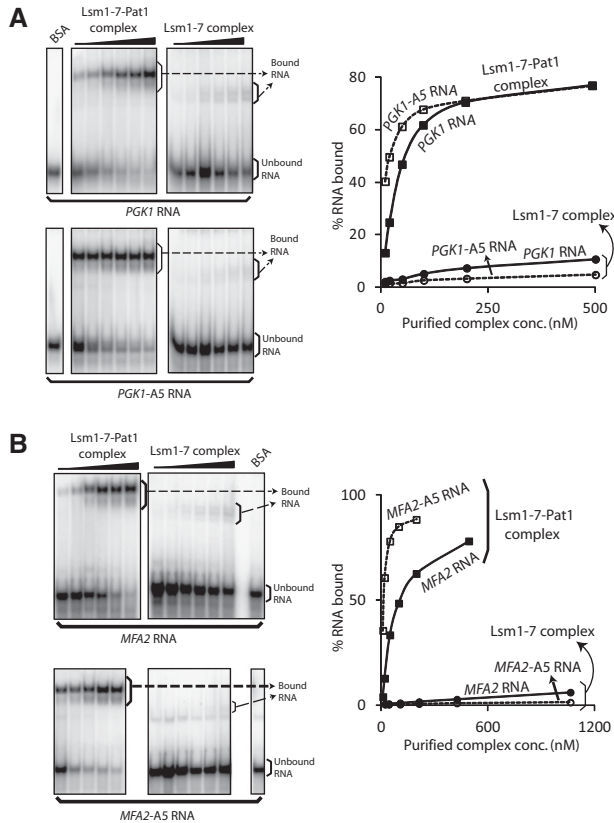 A
BSA
Lsm1-7-Pat1
complex
Lsm1-7 complex
Bound
RNA
Unbound
RNA
PGK1 RNA
Bound
RNA
Unbound
RNA
PGK1-A5 RNA
% RNA bound
80
60
40
20
0
0
250
500
Purified complex conc. (nM)
PGK1-A5 RNA
PGK1 RNA
Lsm1-7-Pat1
complex
Lsm1-7 complex
PGK1-A5 RNA
PGK1 RNA
B
Lsm1-7-Pat1
complex
Lsm1-7 complex
BSA
Bound
RNA
Unbound
RNA
MFA2 RNA
Bound
RNA
Unbound
RNA
MFA2-A5 RNA
% RNA bound
100
50
0
0
600
1200
Purified complex conc. (nM)
MFA2-A5 RNA
MFA2 RNA
Lsm1-7-Pat1
complex
Lsm1-7 complex
MFA2-A5 RNA
MFA2 RNA